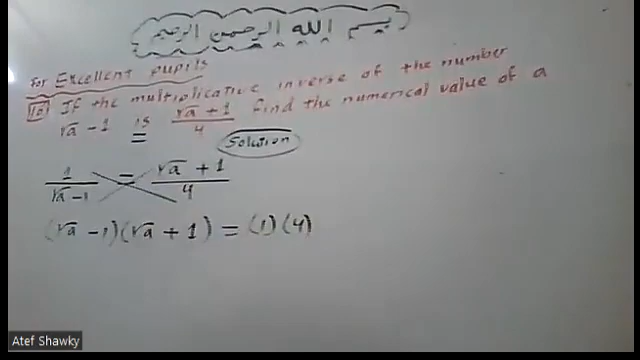 بسم الله الرحمن الرحيم
For Excellent pupils
10 If the multiplicative inverse of the number
√a - 1 is (√a + 1)/4 find the numerical value of a
Solution
1/(√a - 1) = (√a + 1)/4
(√a - 1)(√a + 1) = (1)(4)
Atef Shawky